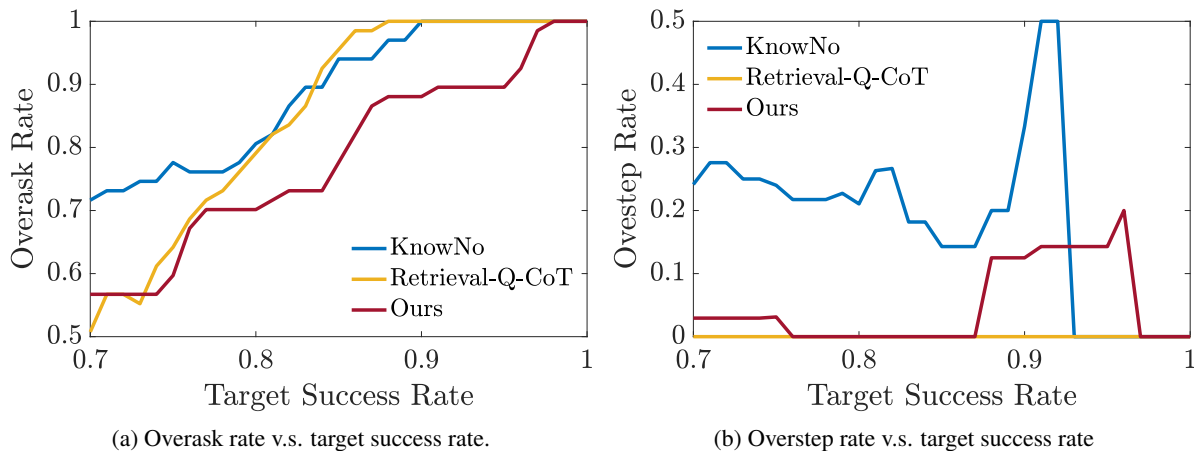 1
0.9
0.8
0.7
0.6
0.5
Overask Rate
KnowNo
Retrieval-Q-CoT
Ours
0.7
0.8
0.9
1
Target Success Rate
(a) Overask rate v.s. target success rate.
0.5
0.4
0.3
0.2
0.1
0
Ovestep Rate
KnowNo
Retrieval-Q-CoT
Ours
0.7
0.8
0.9
1
Target Success Rate
(b) Overstep rate v.s. target success rate